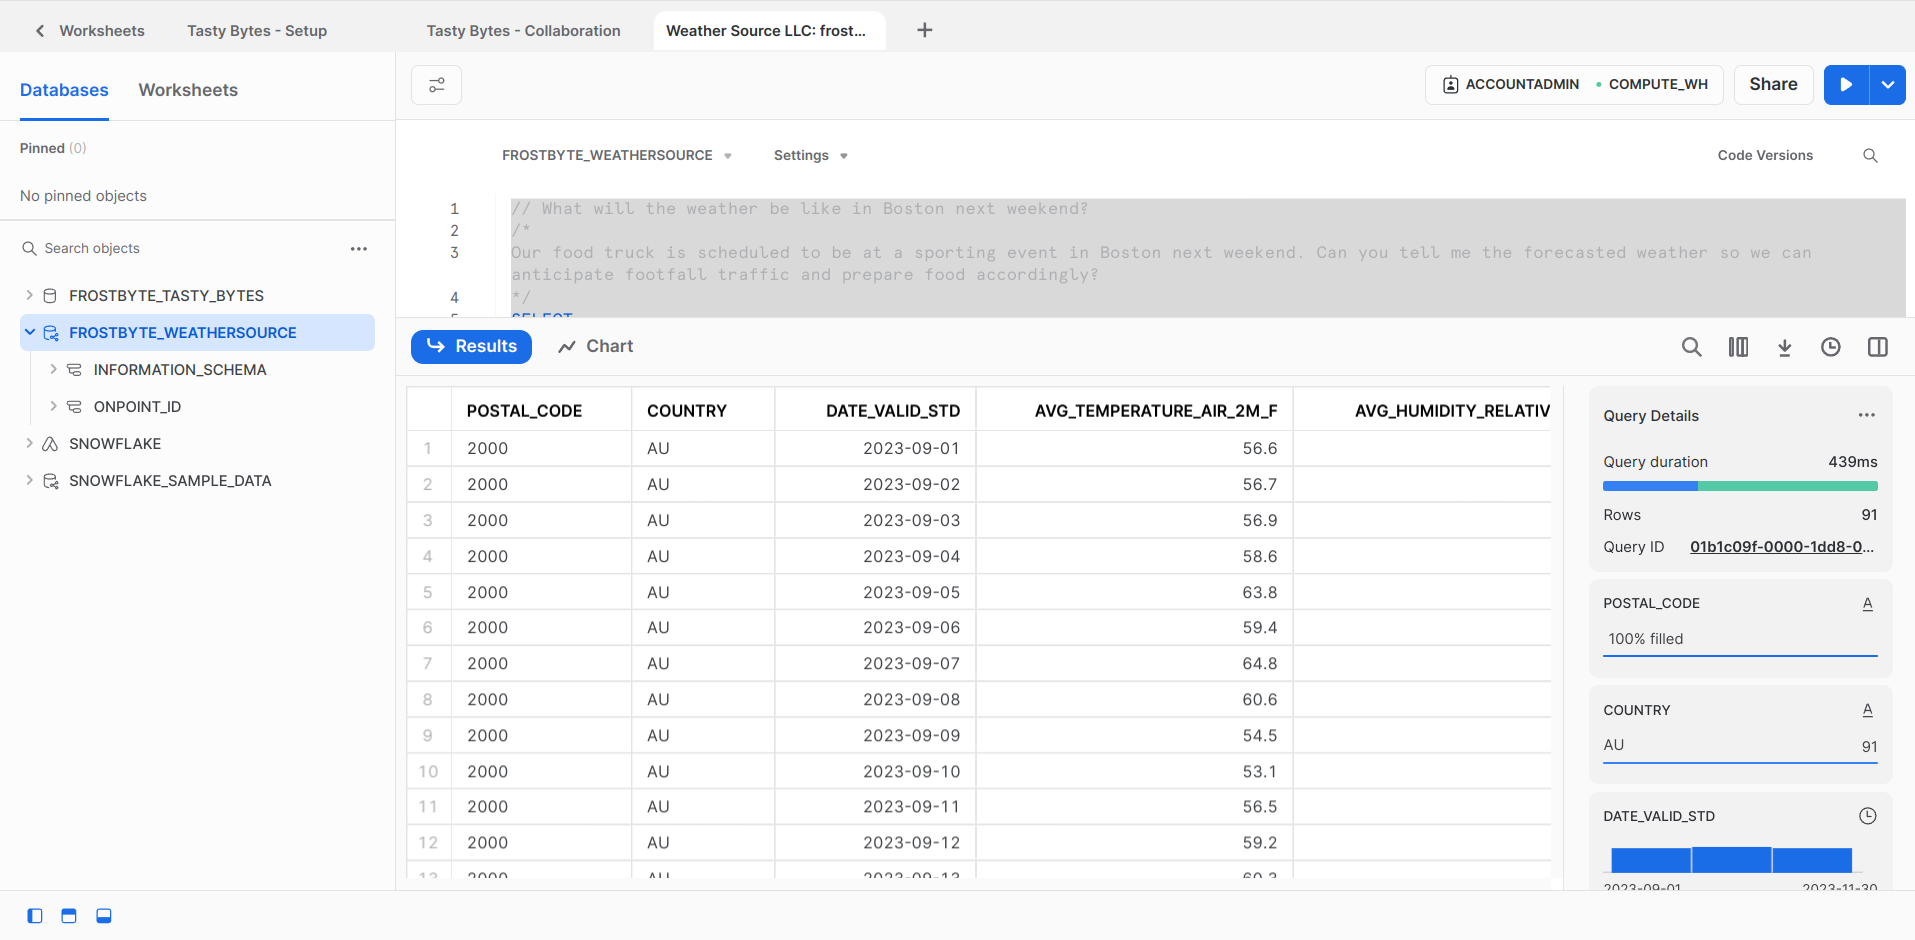 Worksheets
Tasty Bytes - Setup
Tasty Bytes - Collaboration
Weather Source LLC: frost...
Databases
Worksheets
ACCOUNTADMIN
COMPUTE_WH
Share
Pinned (0)
No pinned objects
Search objects
FROSTBYTE_TASTY_BYTES
FROSTBYTE_WEATHERSOURCE
INFORMATION_SCHEMA
ONPOINT_ID
SNOWFLAKE
SNOWFLAKE_SAMPLE_DATA
FROSTBYTE_WEATHERSOURCE
Settings
Code Versions
1 // What will the weather be like in Boston next weekend?
2 /*
3 Our food truck is scheduled to be at a sporting event in Boston next weekend. Can you tell me the forecasted weather so we can
anticipate footfall traffic and prepare food accordingly?
4 */
5 SELECT
Results
Chart
POSTAL_CODE COUNTRY DATE_VALID_STD AVG_TEMPERATURE_AIR_2M_F AVG_HUMIDITY_RELATIV
1 2000 AU 2023-09-01 56.6
2 2000 AU 2023-09-02 56.7
3 2000 AU 2023-09-03 56.9
4 2000 AU 2023-09-04 58.6
5 2000 AU 2023-09-05 63.8
6 2000 AU 2023-09-06 59.4
7 2000 AU 2023-09-07 64.8
8 2000 AU 2023-09-08 60.6
9 2000 AU 2023-09-09 54.5
10 2000 AU 2023-09-10 53.1
11 2000 AU 2023-09-11 56.5
12 2000 AU 2023-09-12 59.2
13 2000 AU 2023-09-13 60.3
Query Details
Query duration 439ms
Rows 91
Query ID 01b1c09f-0000-1dd8-0...
POSTAL_CODE A
100% filled
COUNTRY A
AU 91
DATE_VALID_STD
2023-09-01 2023-11-30